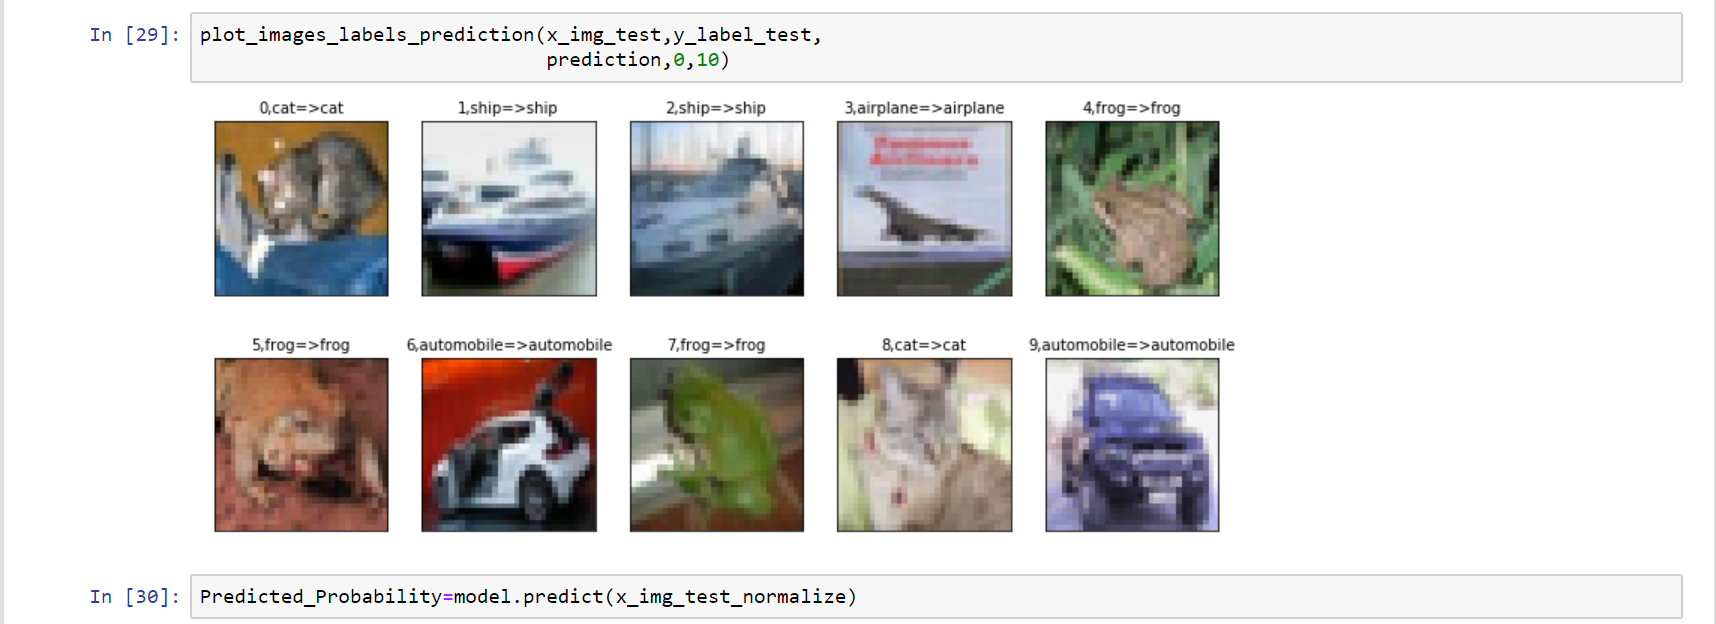 In [29]: plot_images_labels_prediction(x_img_test,y_label_test,
prediction,0,10)
0,cat=>cat 1,ship=>ship 2,ship=>ship 3,airplane=>airplane 4,frog=>frog
5,frog=>frog 6,automobile=>automobile 7,frog=>frog 8,cat=>cat 9,automobile=>automobile
In [30]: Predicted_Probability=model.predict(x_img_test_normalize)